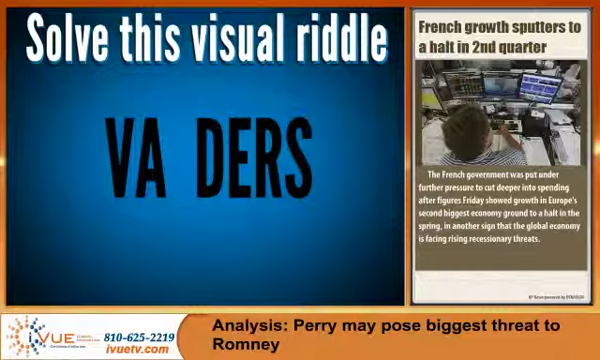 Solve this visual riddle
VA DERS
French growth sputters to
a halt in 2nd quarter
The French government was put under
further pressure to cut deeper into spending
after figures Friday showed growth in Europe's
second biggest economy ground to a halt in the
spring, in another sign that the global economy
is facing rising recessionary threats.
iVUE
810-625-2219
ivuetv.com
Analysis: Perry may pose biggest threat to
Romney